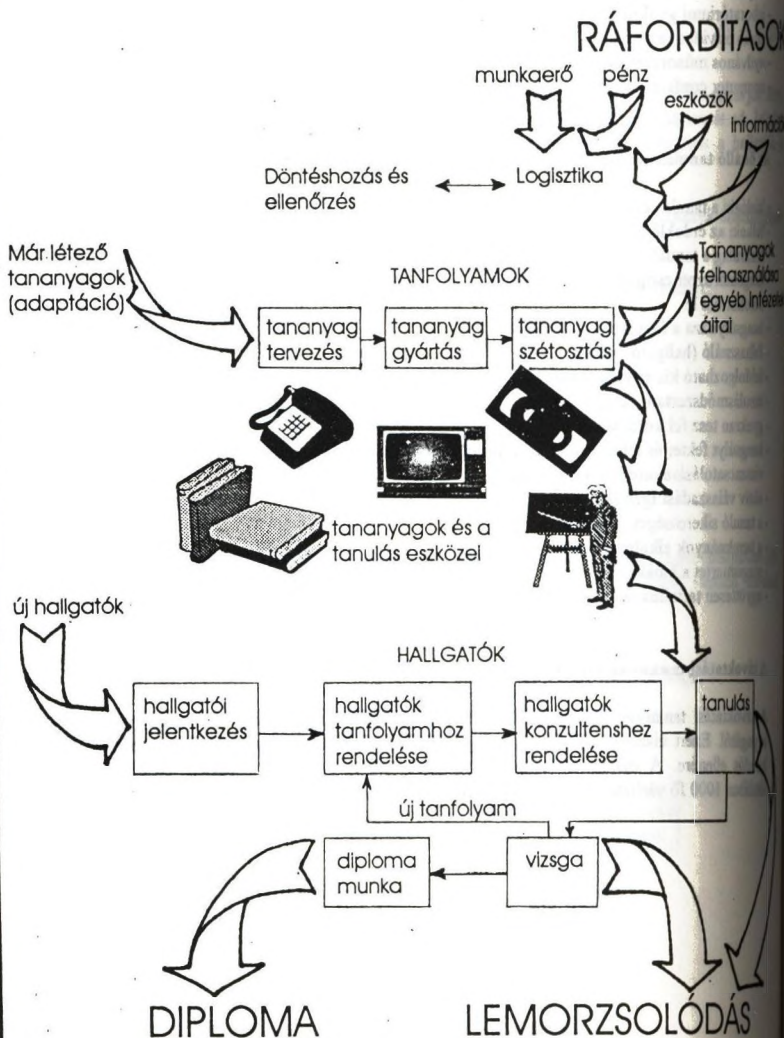 RÁFORDÍTÁSOK
munkaerő
pénz
eszközök
Információ
Döntéshozás és
ellenőrzés
Logisztika
Már létező
tananyagok
(adaptáció)
TANFOLYAMOK
Tananyagok
felhasználása
egyéb intézetek
által
tananyag
tervezés
tananyag
gyártás
tananyag
szétosztás
tananyagok és a
tanulás eszközei
új hallgatók
HALLGATÓK
hallgatói
jelentkezés
hallgatók
tanfolyamhoz
rendelése
hallgatók
konzultenshez
rendelése
tanulás
új tanfolyam
diploma
munka
vizsga
DIPLOMA
LEMORZSOLÓDÁS